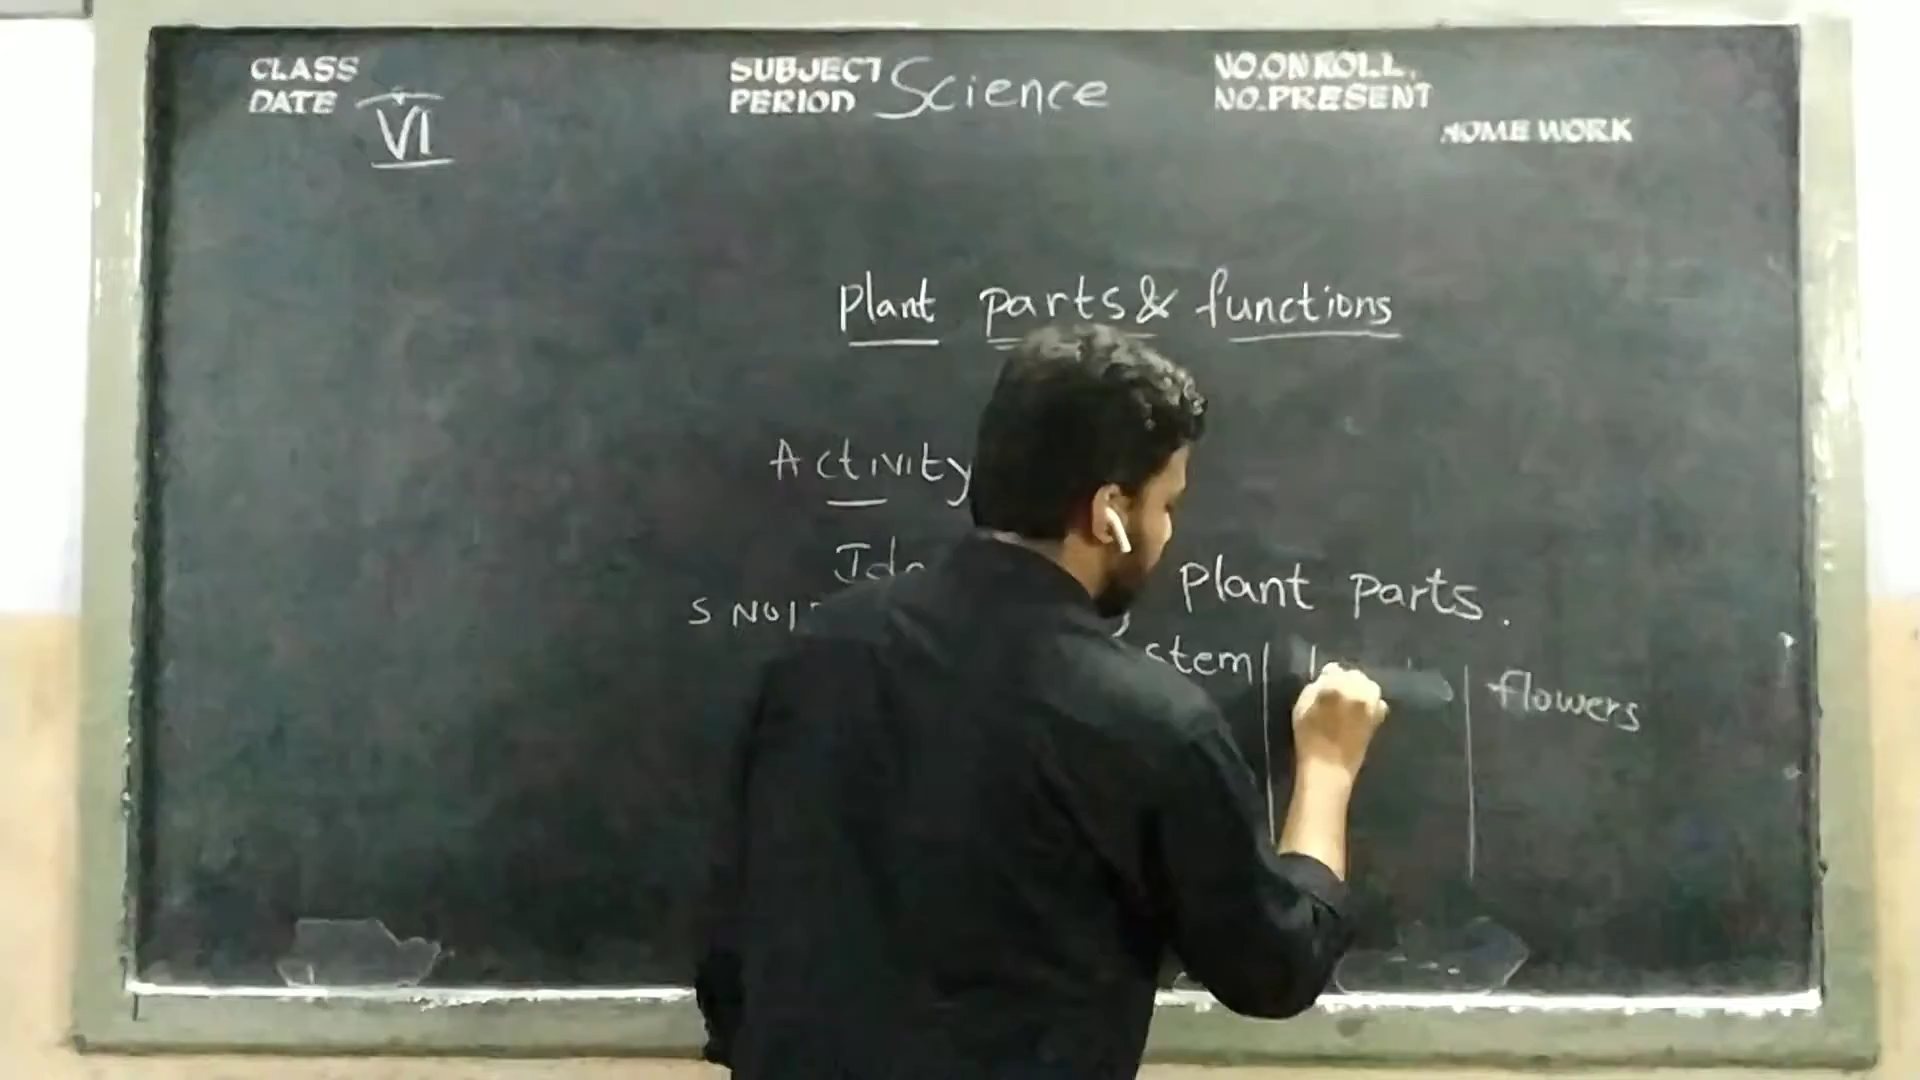 CLASS
DATE VI
SUBJECT Science
PERIOD
NO.ON ROLL.
NO.PRESENT
HOME WORK
Plant parts & functions
Activity
plant parts.
S NO
stem flowers